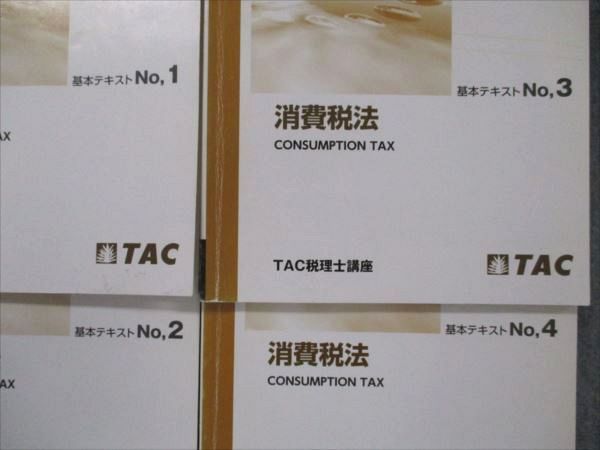 基本テキスト No,1
AX
TAC
基本テキスト No,3
消費税法
CONSUMPTION TAX
TAC税理士講座
TAC
基本テキスト No,2
AX
基本テキスト No,4
消費税法
CONSUMPTION TAX